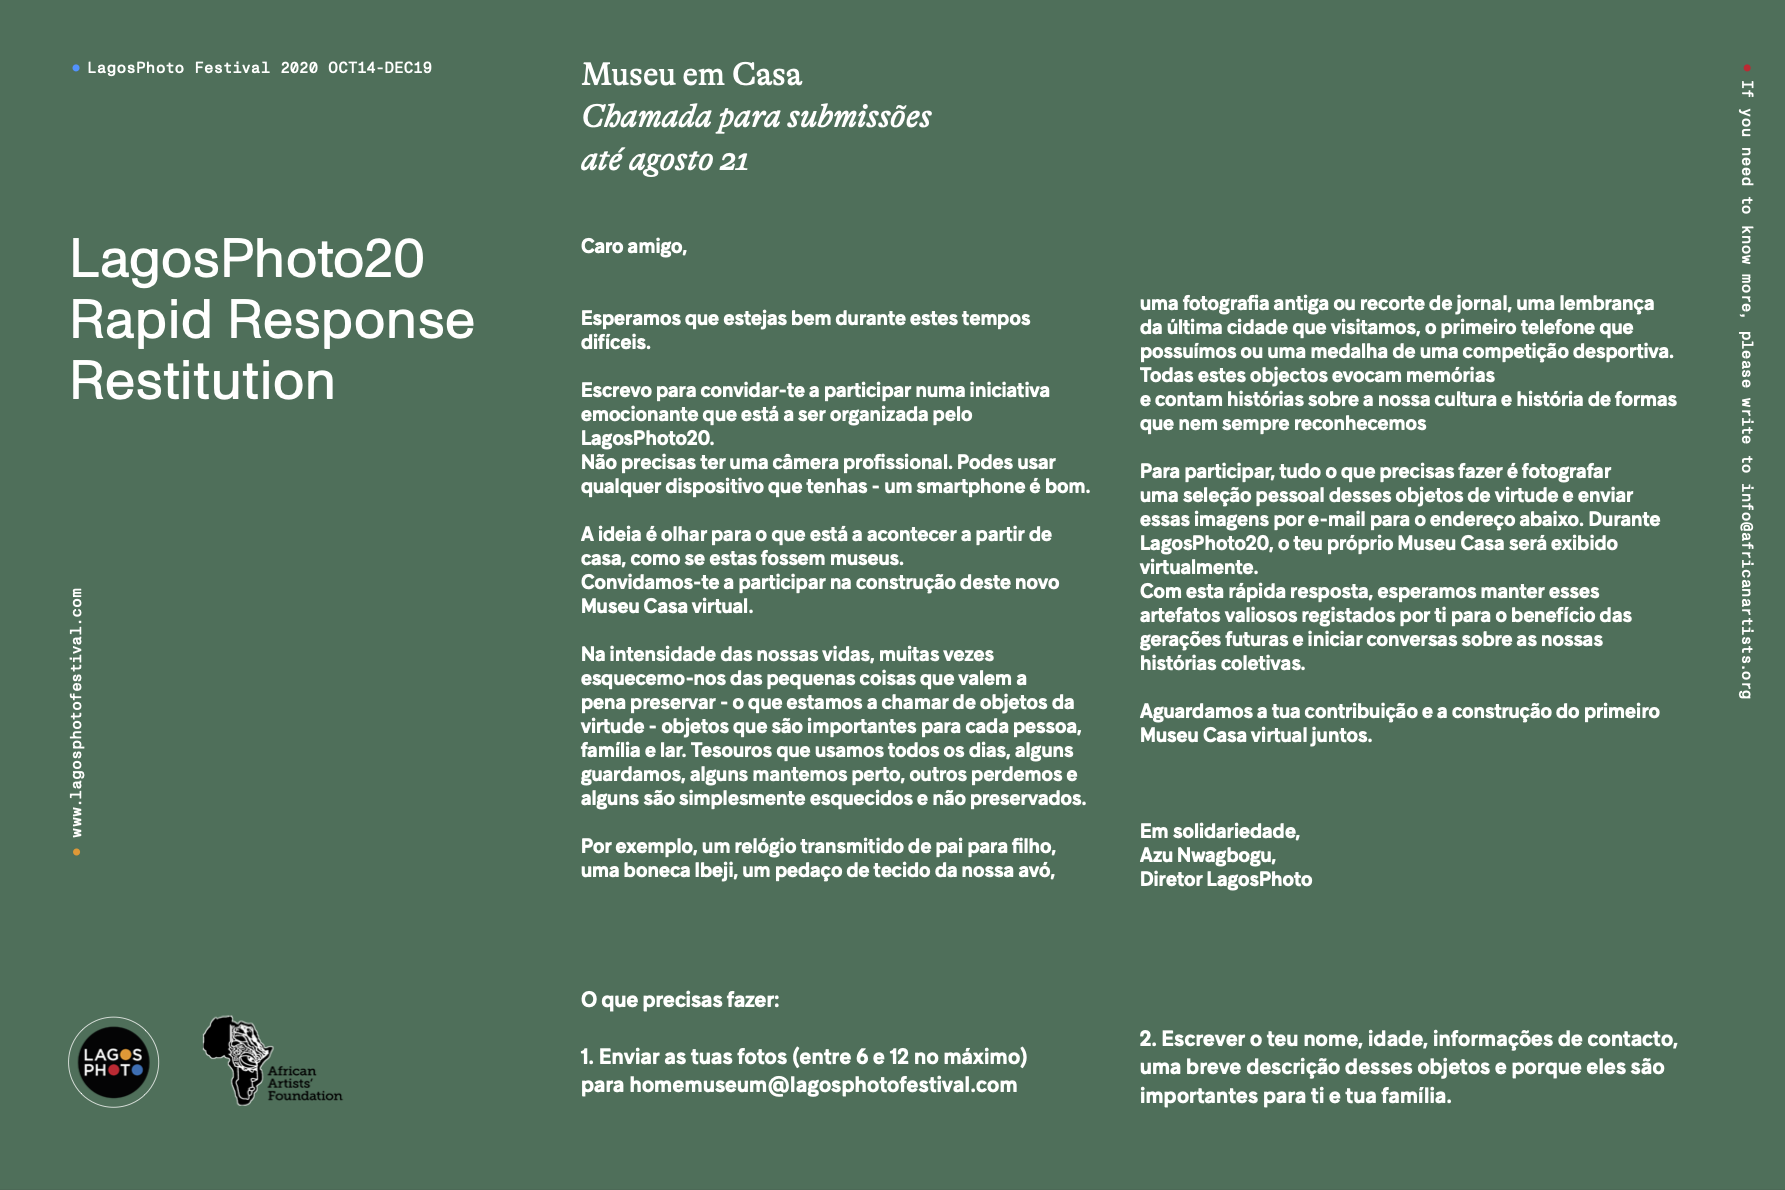 LagosPhoto Festival 2020 OCT14-DEC19
LagosPhoto20
Rapid Response
Restitution
www.lagosphotofestival.com
LAGOS
PHOTO
African
Artists'
Foundation
Museu em Casa
Chamada para submissões
até agosto 21
Caro amigo,
Esperamos que estejas bem durante estes tempos
difíceis.
Escrevo para convidar-te a participar numa iniciativa
emocionante que está a ser organizada pelo
LagosPhoto20.
Não precisas ter uma câmera profissional. Podes usar
qualquer dispositivo que tenhas - um smartphone é bom.
A ideia é olhar para o que está a acontecer a partir de
casa, como se estas fossem museus.
Convidamos-te a participar na construção deste novo
Museu Casa virtual.
Na intensidade das nossas vidas, muitas vezes
esquecemo-nos das pequenas coisas que valem a
pena preservar - o que estamos a chamar de objetos da
virtude - objetos que são importantes para cada pessoa,
família e lar. Tesouros que usamos todos os dias, alguns
guardamos, alguns mantemos perto, outros perdemos e
alguns são simplesmente esquecidos e não preservados.
Por exemplo, um relógio transmitido de pai para filho,
uma boneca Ibeji, um pedaço de tecido da nossa avó,
uma fotografia antiga ou recorte de jornal, uma lembrança
da última cidade que visitamos, o primeiro telefone que
possuímos ou uma medalha de uma competição desportiva.
Todas estes objectos evocam memórias
e contam histórias sobre a nossa cultura e história de formas
que nem sempre reconhecemos
Para participar, tudo o que precisas fazer é fotografar
uma seleção pessoal desses objetos de virtude e enviar
essas imagens por e-mail para o endereço abaixo. Durante
LagosPhoto20, o teu próprio Museu Casa será exibido
virtualmente.
Com esta rápida resposta, esperamos manter esses
artefatos valiosos registados por ti para o benefício das
gerações futuras e iniciar conversas sobre as nossas
histórias coletivas.
Aguardamos a tua contribuição e a construção do primeiro
Museu Casa virtual juntos.
Em solidariedade,
Azu Nwagbogu,
Diretor LagosPhoto
O que precisas fazer:
1. Enviar as tuas fotos (entre 6 e 12 no máximo)
para homemuseum@lagosphotofestival.com
2. Escrever o teu nome, idade, informações de contacto,
uma breve descrição desses objetos e porque eles são
importantes para ti e tua família.
If you need to know more, please write to info@africanartists.org